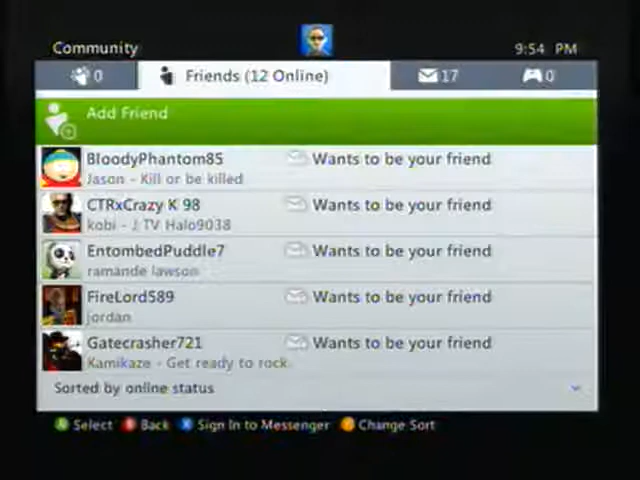 Community
9:54 PM
0 Friends (12 Online) 17 0
Add Friend
BloodyPhantom85 Wants to be your friend
Jason - Kill or be killed
CTRxCrazy K 98 Wants to be your friend
kobi - J TV Halo9038
EntombedPuddle7 Wants to be your friend
ramande lawson
FireLord589 Wants to be your friend
jordan
Gatecrasher721 Wants to be your friend
Kamikaze - Get ready to rock.
Sorted by online status
A Select B Back X Sign In to Messenger Y Change Sort